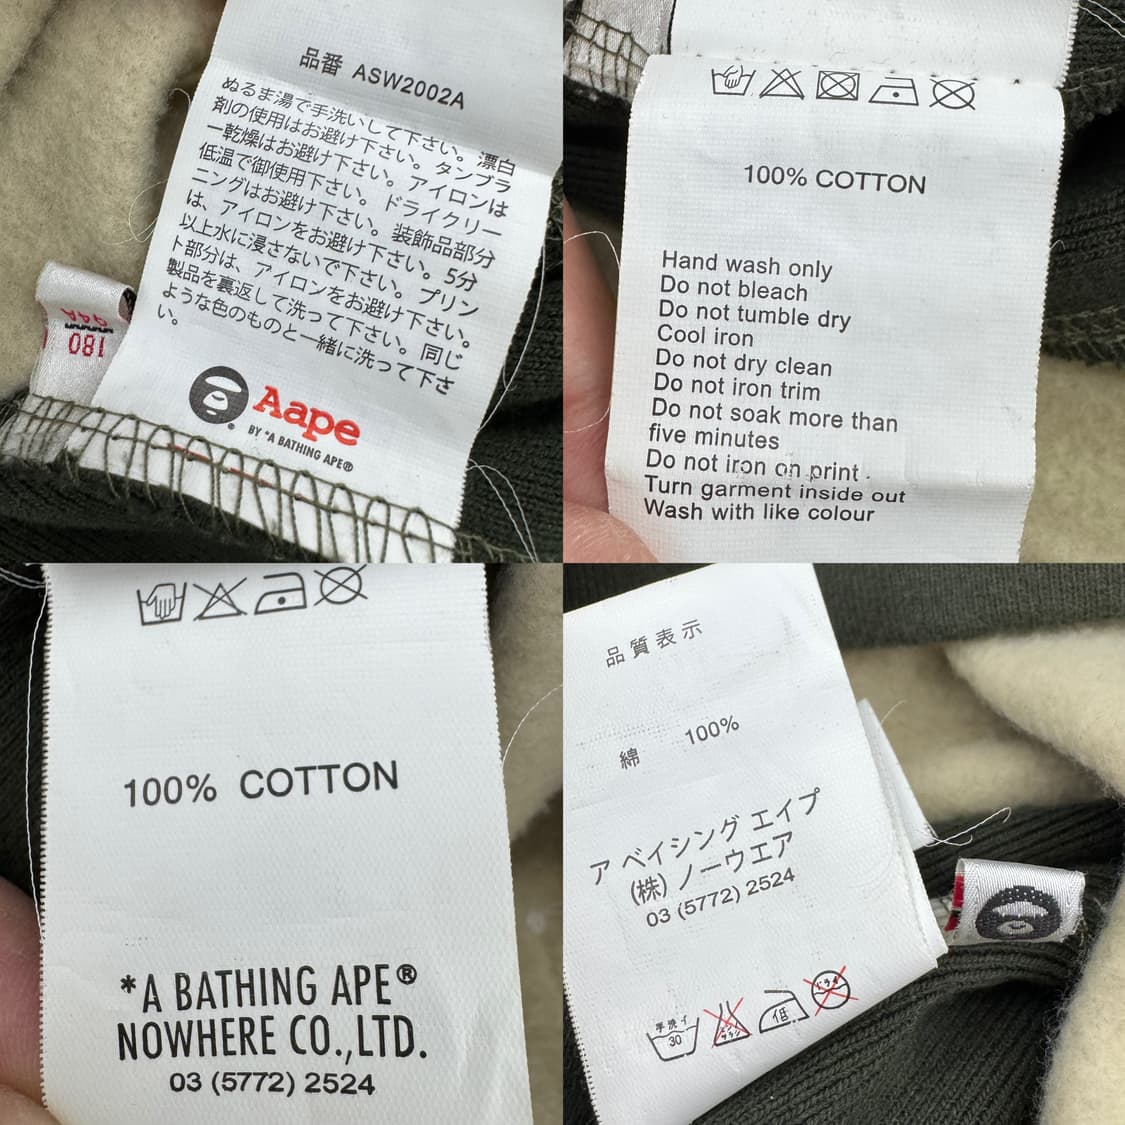 品番 ASW2002A
ぬるま湯で手洗いして下さい。漂白
剤の使用はお避け下さい。タンブラ
ー乾燥はお避け下さい。アイロンは
低温で御使用下さい。ドライクリー
ニングはお避け下さい。装飾品部分
は、アイロンをお避け下さい。5分
以上水に浸さないで下さい。プリン
ト部分は、アイロンをお避け下さい。
製品を裏返して洗って下さい。同じ
ような色のものと一緒に洗って下さ
い。
Aape
BY *A BATHING APE®
180
94A
100% COTTON
Hand wash only
Do not bleach
Do not tumble dry
Cool iron
Do not dry clean
Do not iron trim
Do not soak more than
five minutes
Do not iron on print
Turn garment inside out
Wash with like colour
100% COTTON
*A BATHING APE®
NOWHERE CO.,LTD.
03 (5772) 2524
品質表示
綿 100%
ア ベイシング エイプ
(株) ノーウエア
03 (5772) 2524
手洗イ
30
エンソ
サラシ
低
ドライ